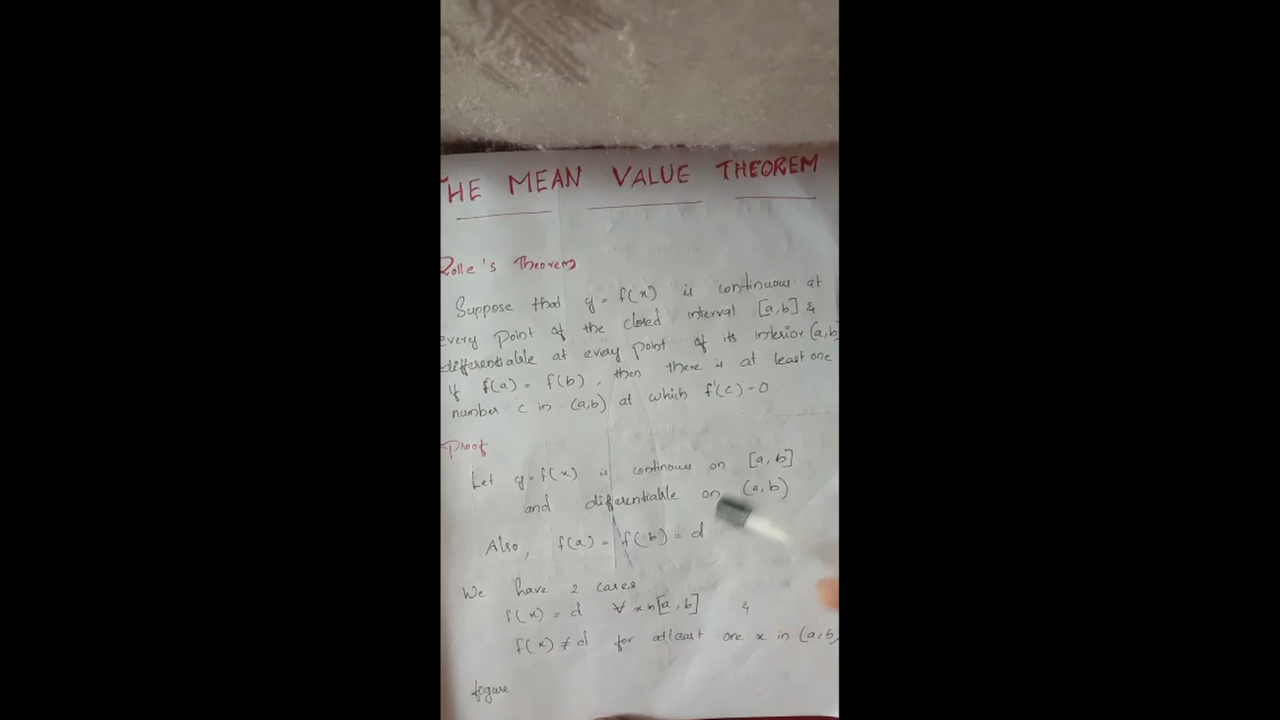 THE MEAN VALUE THEOREM
Rolle's Theorem
Suppose that y = f(x) is continuous at
every point of the closed interval [a,b] &
differentiable at every point of its interior (a,b
If f(a) = f(b), then there is at least one
number c in (a,b) at which f'(c) = 0
Proof
Let y = f(x) is continous on [a, b]
and differentiable on (a, b)
Also, f(a) = f(b) = d
We have 2 cases
f(x) = d ∀ x in [a, b] &
f(x) ≠ d for atleast one x in (a,b
figure